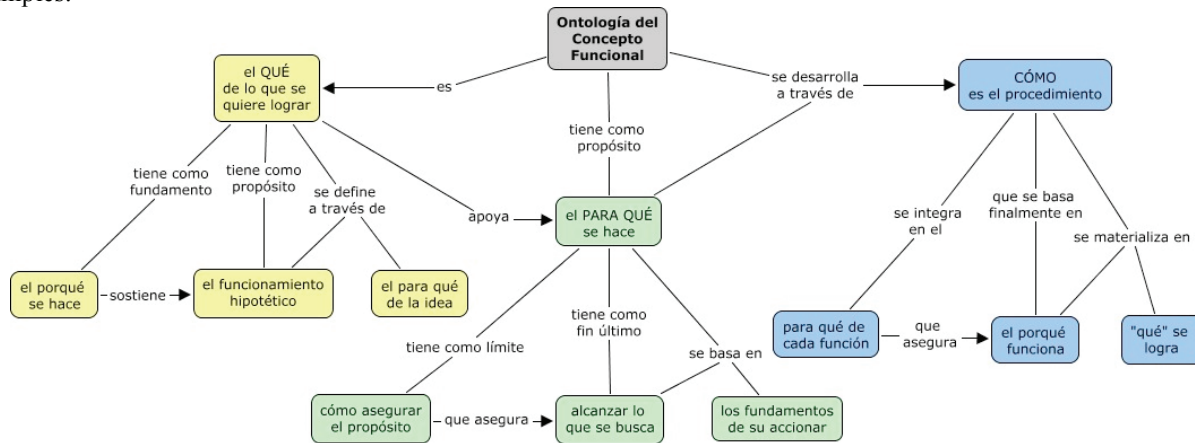 Ontología del
Concepto
Funcional
el QUÉ
de lo que se
quiere lograr
es
se desarrolla
a través de
CÓMO
es el procedimiento
tiene como
propósito
tiene como
fundamento
tiene como
propósito
se define
a través de
apoya
el PARA QUÉ
se hace
se integra
en el
que se basa
finalmente en
se materializa en
el porqué
se hace
sostiene
el funcionamiento
hipotético
el para qué
de la idea
para qué de
cada función
que
asegura
el porqué
funciona
"qué" se
logra
tiene como límite
tiene como
fin último
se basa en
cómo asegurar
el propósito
que asegura
alcanzar lo
que se busca
los fundamentos
de su accionar